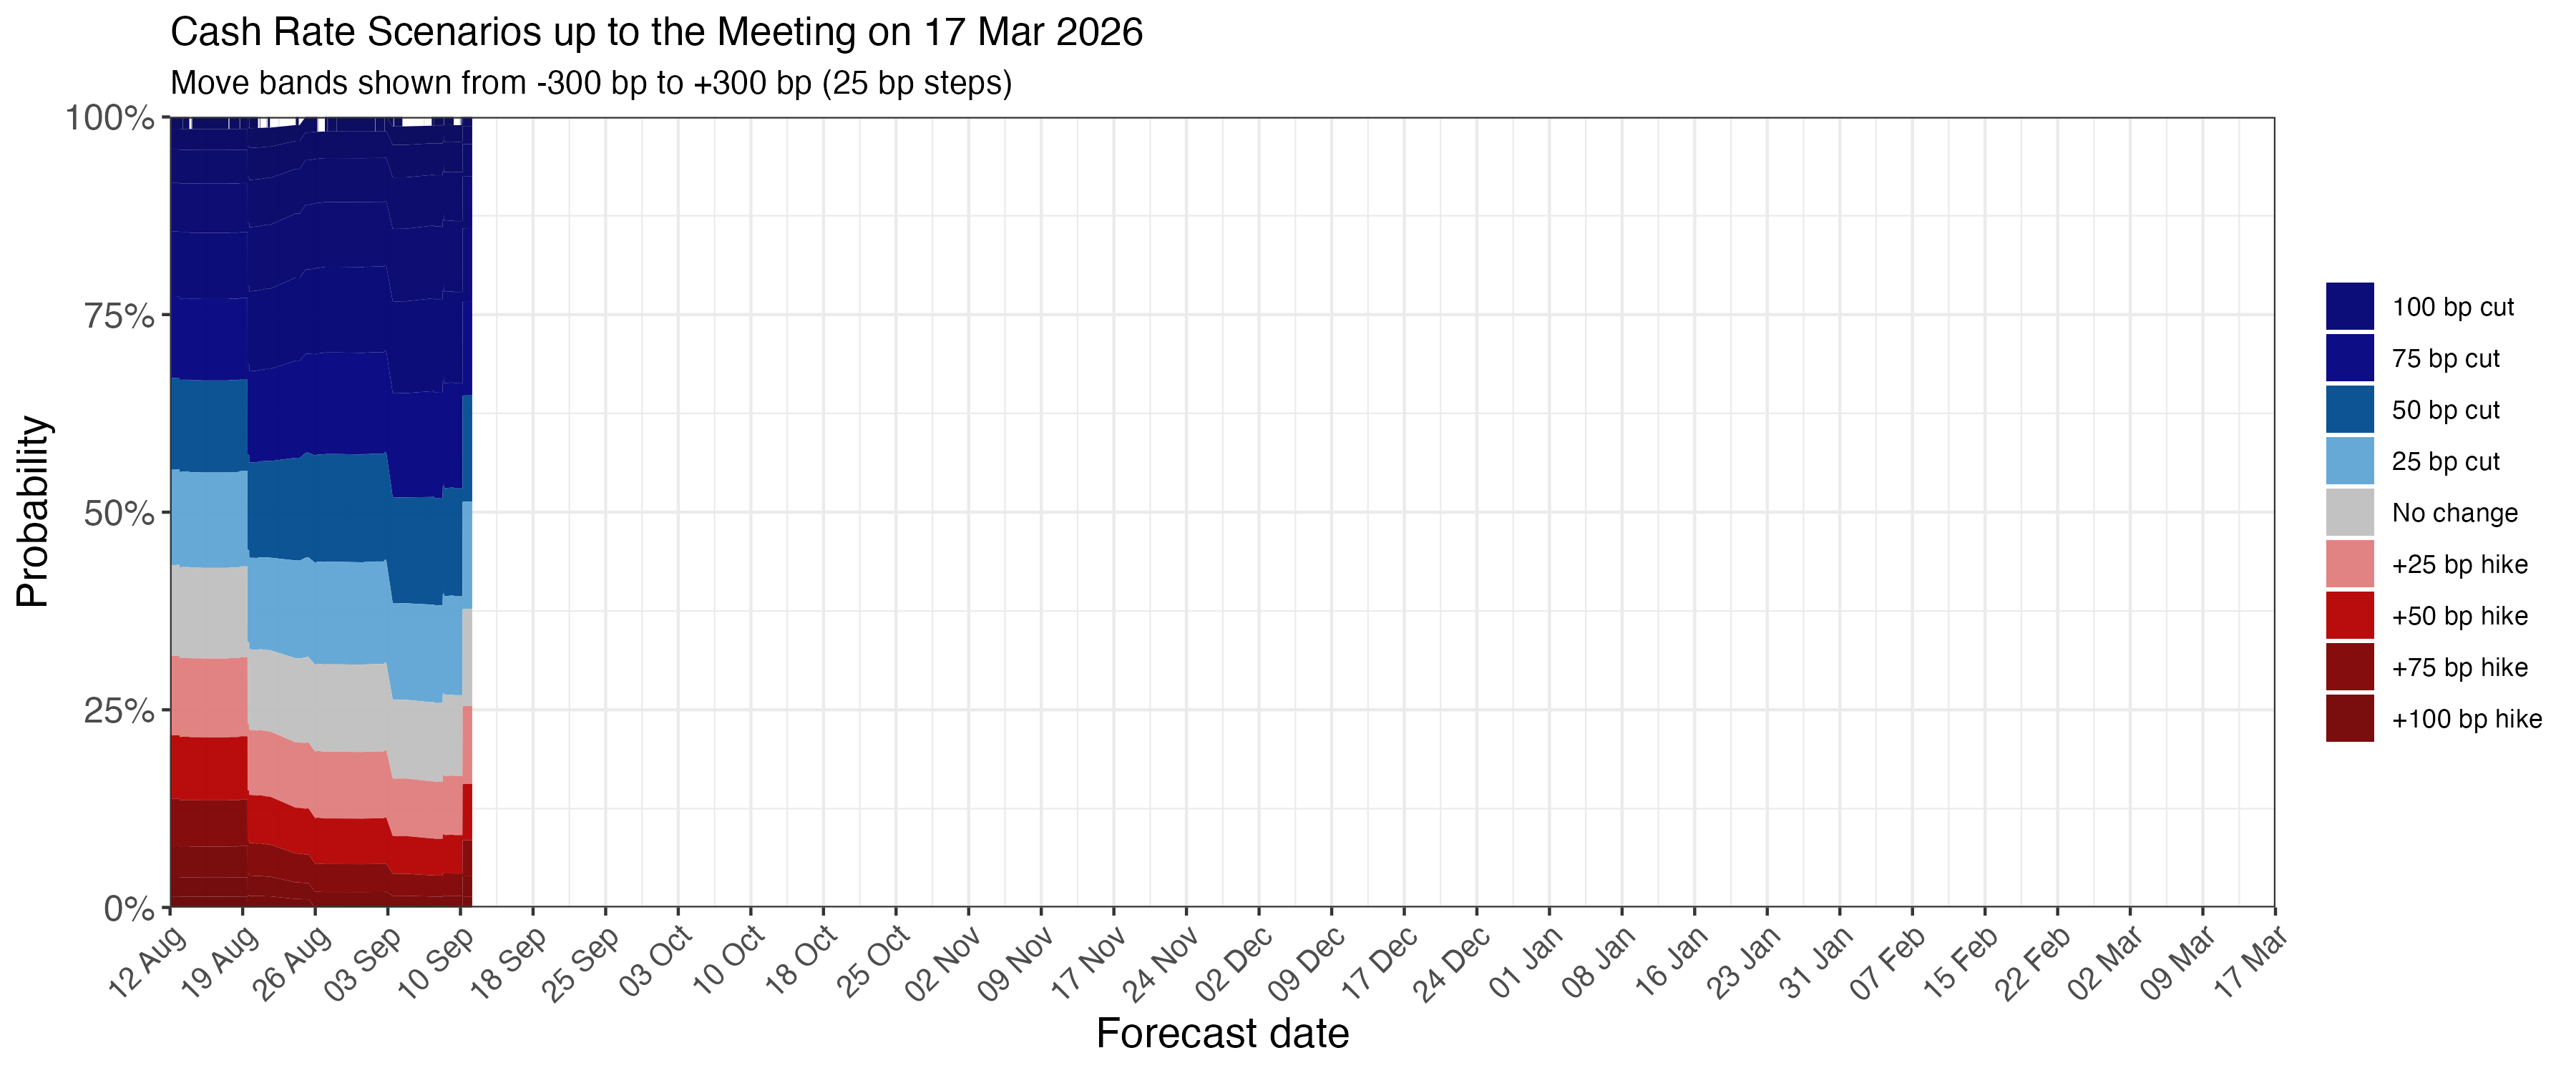 Cash Rate Scenarios up to the Meeting on 17 Mar 2026
Move bands shown from -300 bp to +300 bp (25 bp steps)
Probability
100%
75%
50%
25%
0%
12 Aug
19 Aug
26 Aug
03 Sep
10 Sep
18 Sep
25 Sep
03 Oct
10 Oct
18 Oct
25 Oct
02 Nov
09 Nov
17 Nov
24 Nov
02 Dec
09 Dec
17 Dec
24 Dec
01 Jan
08 Jan
16 Jan
23 Jan
31 Jan
07 Feb
15 Feb
22 Feb
02 Mar
09 Mar
17 Mar
Forecast date
100 bp cut
75 bp cut
50 bp cut
25 bp cut
No change
+25 bp hike
+50 bp hike
+75 bp hike
+100 bp hike